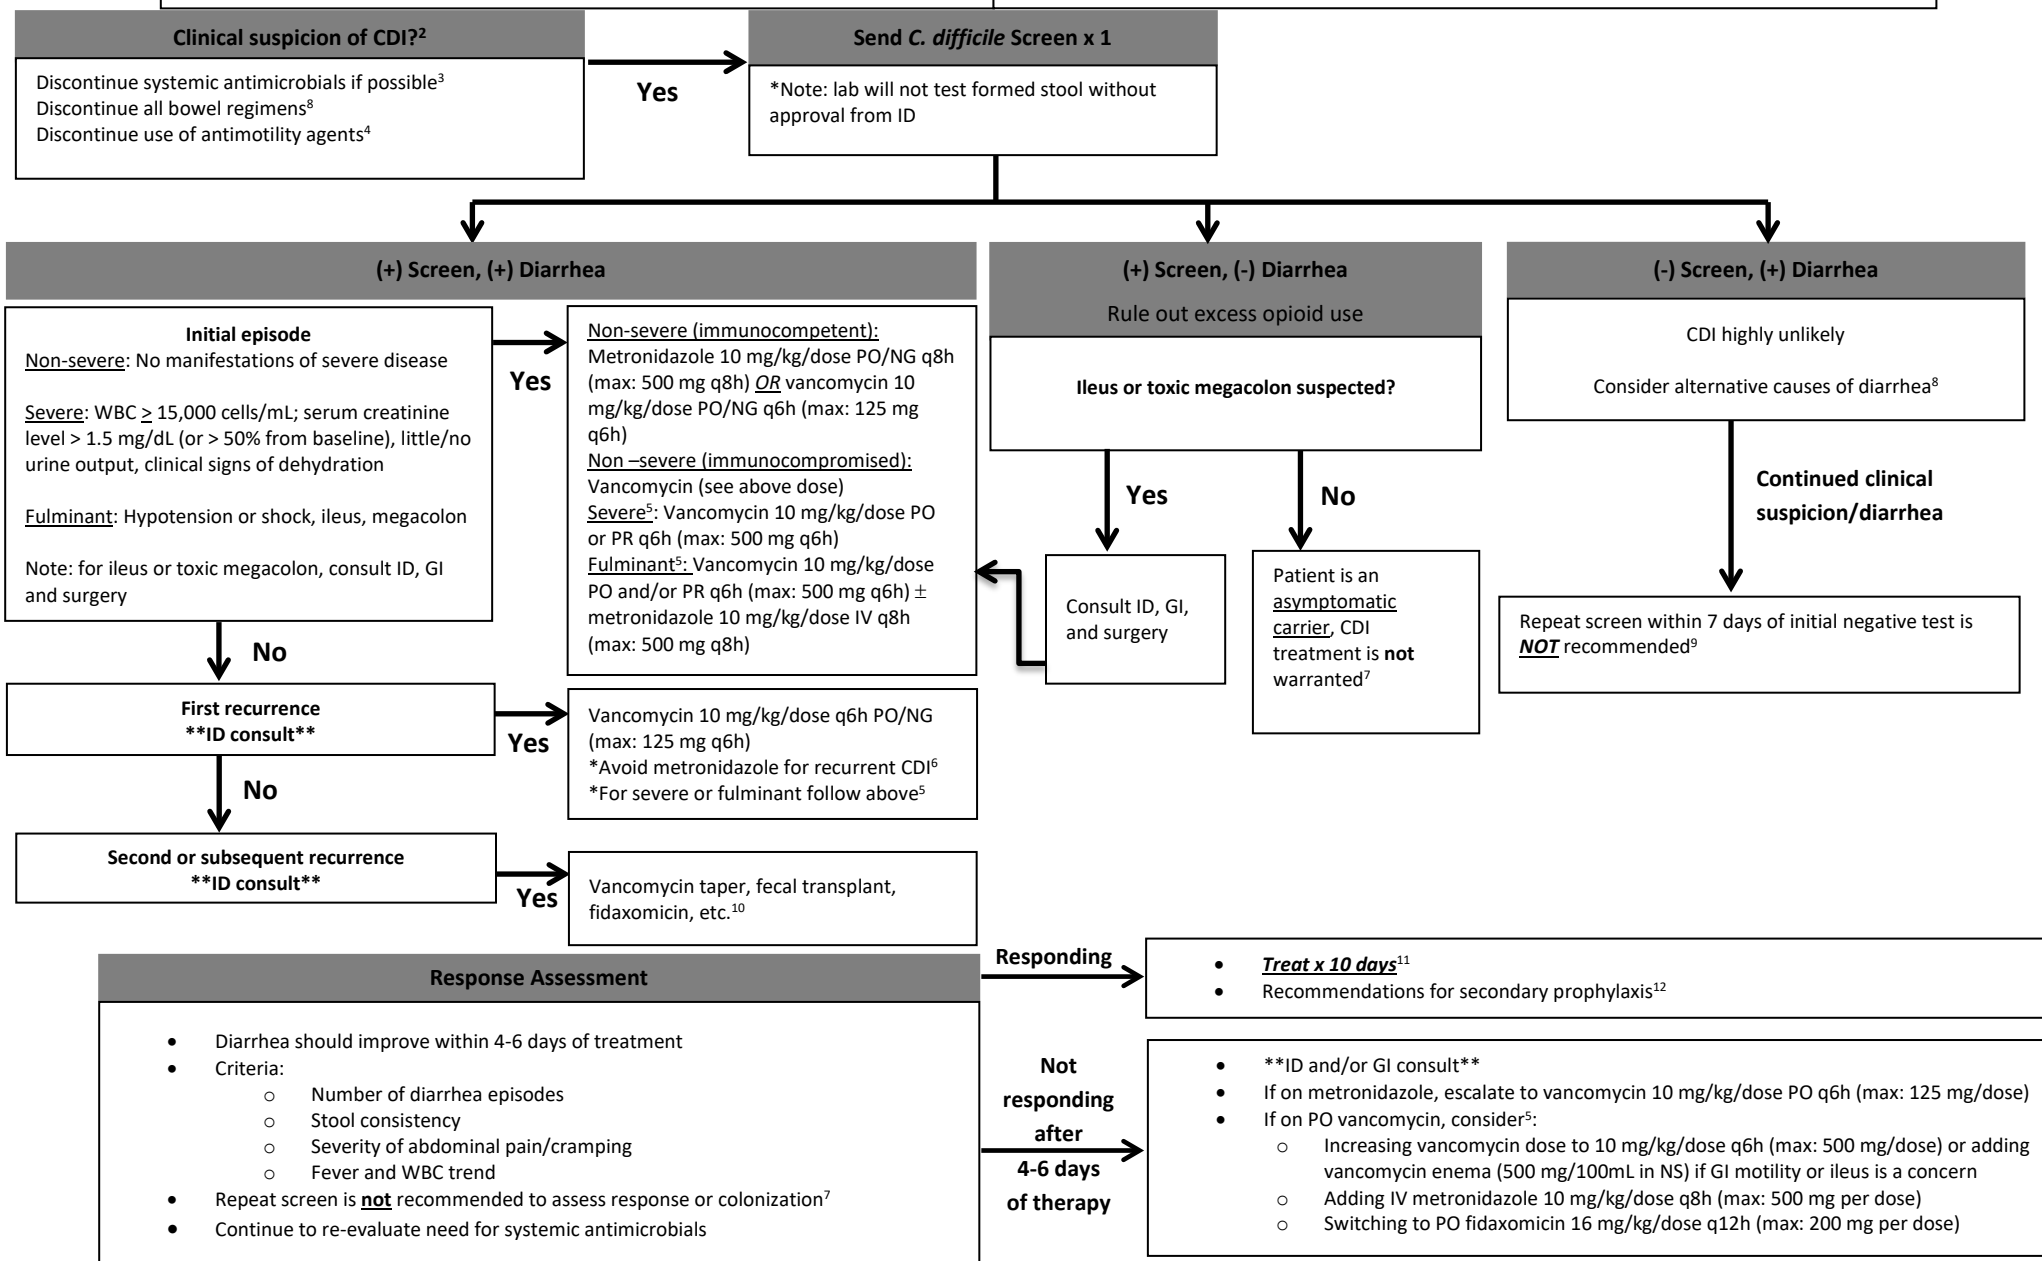 Clinical suspicion of CDI?2
Discontinue systemic antimicrobials if possible3
Discontinue all bowel regimens8
Discontinue use of antimotility agents4
Yes
Send C. difficile Screen x 1
*Note: lab will not test formed stool without
approval from ID
(+) Screen, (+) Diarrhea
Initial episode
Non-severe: No manifestations of severe disease
Severe: WBC ≥ 15,000 cells/mL; serum creatinine
level > 1.5 mg/dL (or > 50% from baseline), little/no
urine output, clinical signs of dehydration
Fulminant: Hypotension or shock, ileus, megacolon
Note: for ileus or toxic megacolon, consult ID, GI
and surgery
Yes
Non-severe (immunocompetent):
Metronidazole 10 mg/kg/dose PO/NG q8h
(max: 500 mg q8h) OR vancomycin 10
mg/kg/dose PO/NG q6h (max: 125 mg
q6h)
Non –severe (immunocompromised):
Vancomycin (see above dose)
Severe5: Vancomycin 10 mg/kg/dose PO
or PR q6h (max: 500 mg q6h)
Fulminant5: Vancomycin 10 mg/kg/dose
PO and/or PR q6h (max: 500 mg q6h) ±
metronidazole 10 mg/kg/dose IV q8h
(max: 500 mg q8h)
No
First recurrence
**ID consult**
Yes
Vancomycin 10 mg/kg/dose q6h PO/NG
(max: 125 mg q6h)
*Avoid metronidazole for recurrent CDI6
*For severe or fulminant follow above5
No
Second or subsequent recurrence
**ID consult**
Yes
Vancomycin taper, fecal transplant,
fidaxomicin, etc.10
(+) Screen, (-) Diarrhea
Rule out excess opioid use
Ileus or toxic megacolon suspected?
Yes
Consult ID, GI,
and surgery
No
Patient is an
asymptomatic
carrier, CDI
treatment is not
warranted7
(-) Screen, (+) Diarrhea
CDI highly unlikely
Consider alternative causes of diarrhea8
Continued clinical
suspicion/diarrhea
Repeat screen within 7 days of initial negative test is
NOT recommended9
Response Assessment
• Diarrhea should improve within 4-6 days of treatment
• Criteria:
o Number of diarrhea episodes
o Stool consistency
o Severity of abdominal pain/cramping
o Fever and WBC trend
• Repeat screen is not recommended to assess response or colonization7
• Continue to re-evaluate need for systemic antimicrobials
Responding
• Treat x 10 days11
• Recommendations for secondary prophylaxis12
Not
responding
after
4-6 days
of therapy
• **ID and/or GI consult**
• If on metronidazole, escalate to vancomycin 10 mg/kg/dose PO q6h (max: 125 mg/dose)
• If on PO vancomycin, consider5:
o Increasing vancomycin dose to 10 mg/kg/dose q6h (max: 500 mg/dose) or adding
vancomycin enema (500 mg/100mL in NS) if GI motility or ileus is a concern
o Adding IV metronidazole 10 mg/kg/dose q8h (max: 500 mg per dose)
o Switching to PO fidaxomicin 16 mg/kg/dose q12h (max: 200 mg per dose)